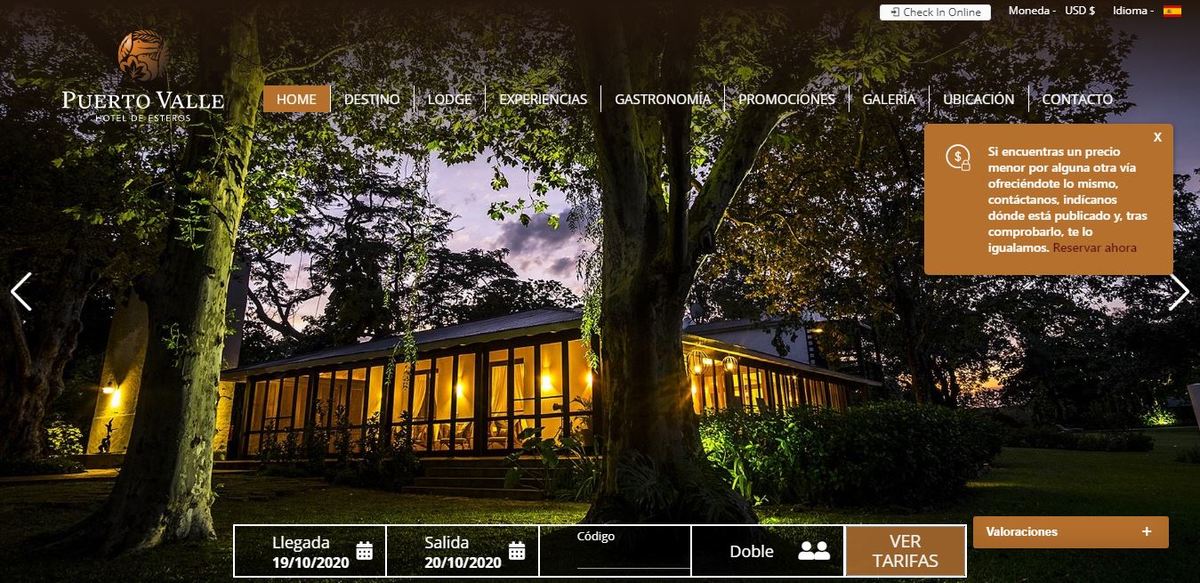 Check In Online
Moneda - USD $
Idioma -
PUERTO VALLE
HOTEL DE ESTEROS
HOME
DESTINO
LODGE
EXPERIENCIAS
GASTRONOMÍA
PROMOCIONES
GALERÍA
UBICACIÓN
CONTACTO
X
$
Si encuentras un precio
menor por alguna otra vía
ofreciéndote lo mismo,
contáctanos, indícanos
dónde está publicado y, tras
comprobarlo, te lo
igualamos. Reservar ahora
Llegada
19/10/2020
Salida
20/10/2020
Código
Doble
VER
TARIFAS
Valoraciones +